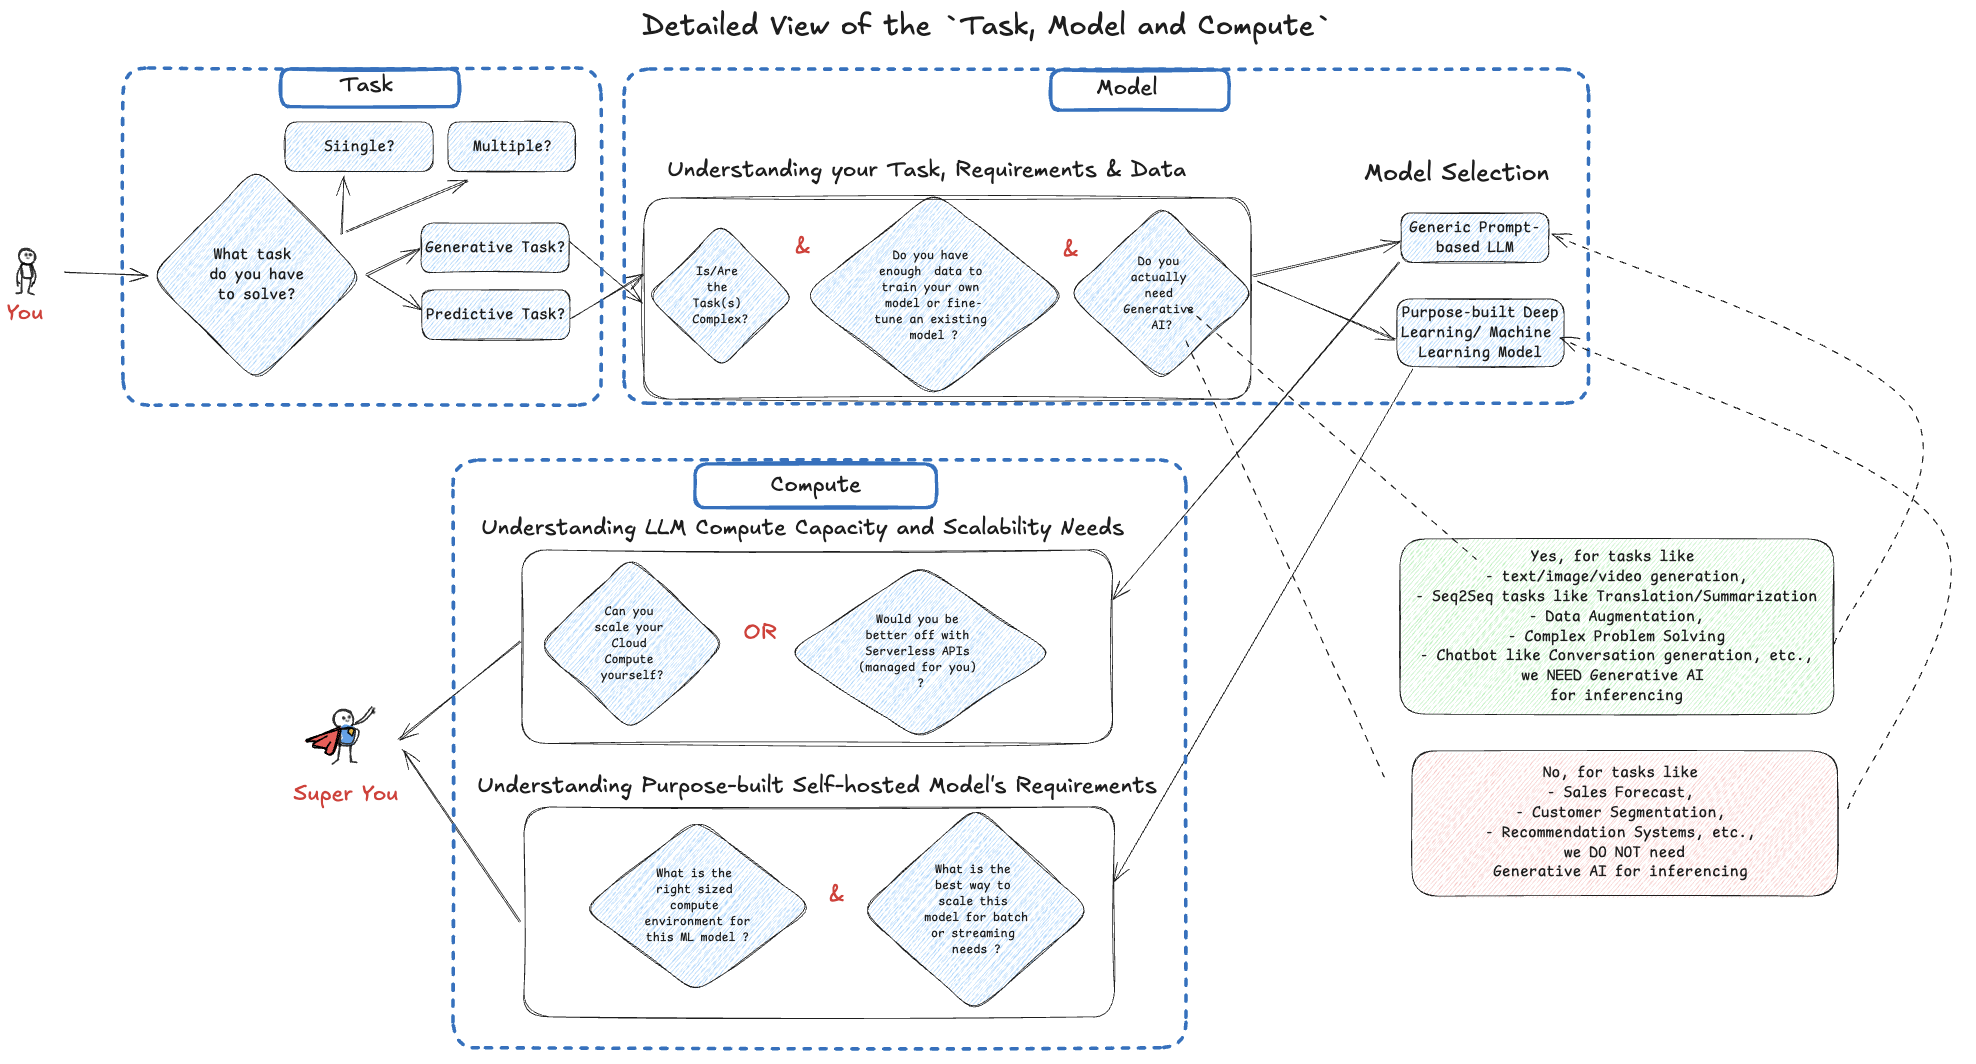 Detailed View of the `Task, Model and Compute`
Task
Siingle?
Multiple?
What task
do you have
to solve?
Generative Task?
Predictive Task?
You
Model
Understanding your Task, Requirements & Data
Is/Are
the
Task(s)
Complex?
&
Do you have
enough data to
train your own
model or fine-
tune an existing
model ?
&
Do you
actually
need
Generative
AI?
Model Selection
Generic Prompt-
based LLM
Purpose-built Deep
Learning/ Machine
Learning Model
Compute
Understanding LLM Compute Capacity and Scalability Needs
Can you
scale your
Cloud
Compute
yourself?
OR
Would you be
better off with
Serverless APIs
(managed for you)
?
Understanding Purpose-built Self-hosted Model's Requirements
What is the
right sized
compute
environment for
this ML model ?
&
What is the
best way to
scale this
model for batch
or streaming
needs ?
Super You
Yes, for tasks like
- text/image/video generation,
- Seq2Seq tasks like Translation/Summarization
- Data Augmentation,
- Complex Problem Solving
- Chatbot like Conversation generation, etc.,
we NEED Generative AI
for inferencing
No, for tasks like
- Sales Forecast,
- Customer Segmentation,
- Recommendation Systems, etc.,
we DO NOT need
Generative AI for inferencing